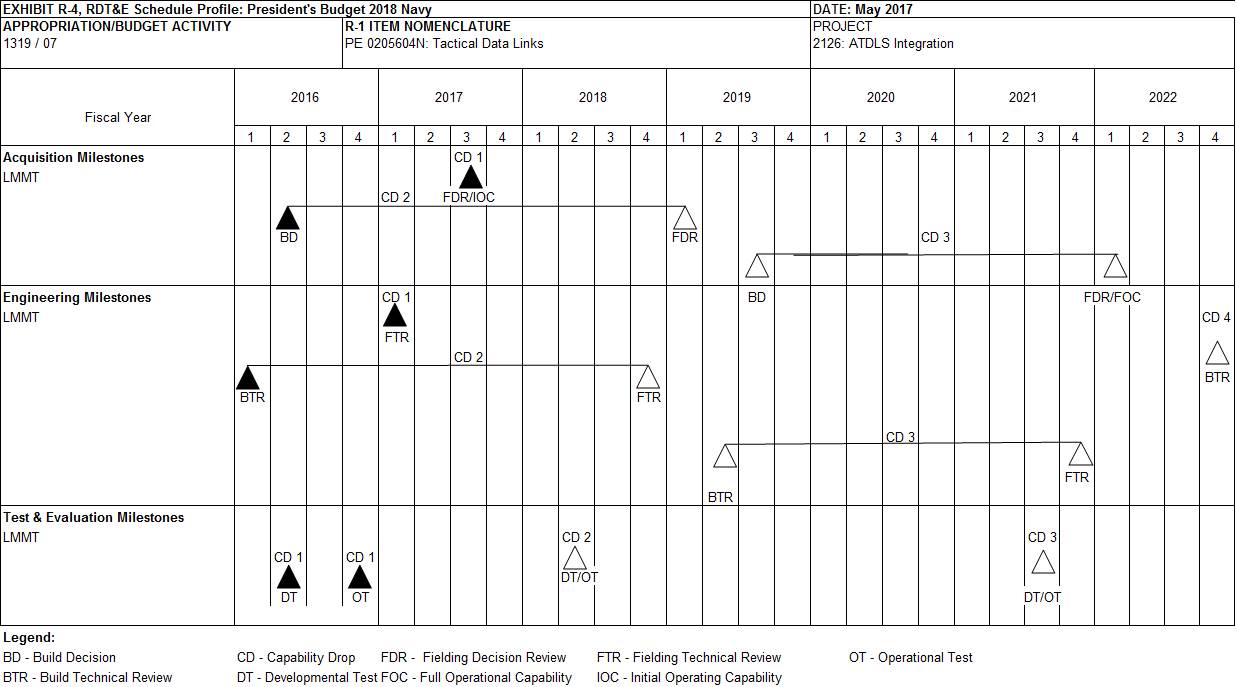 EXHIBIT R-4, RDT&E Schedule Profile: President's Budget 2018 Navy DATE: May 2017
APPROPRIATION/BUDGET ACTIVITY R-1 ITEM NOMENCLATURE PROJECT
1319 / 07 PE 0205604N: Tactical Data Links 2126: ATDLS Integration
Fiscal Year 2016 2017 2018 2019 2020 2021 2022
1 2 3 4 1 2 3 4 1 2 3 4 1 2 3 4 1 2 3 4 1 2 3 4 1 2 3 4
Acquisition Milestones CD 1
LMMT
CD 2 FDR/IOC
BD FDR CD 3
Engineering Milestones CD 1 BD FDR/FOC
LMMT CD 4
FTR
CD 2
BTR
BTR FTR
CD 3
FTR
BTR
Test & Evaluation Milestones
LMMT CD 2 CD 3
CD 1 CD 1
DT/OT
DT OT DT/OT
Legend:
BD - Build Decision CD - Capability Drop FDR - Fielding Decision Review FTR - Fielding Technical Review OT - Operational Test
BTR - Build Technical Review DT - Developmental Test FOC - Full Operational Capability IOC - Initial Operating Capability